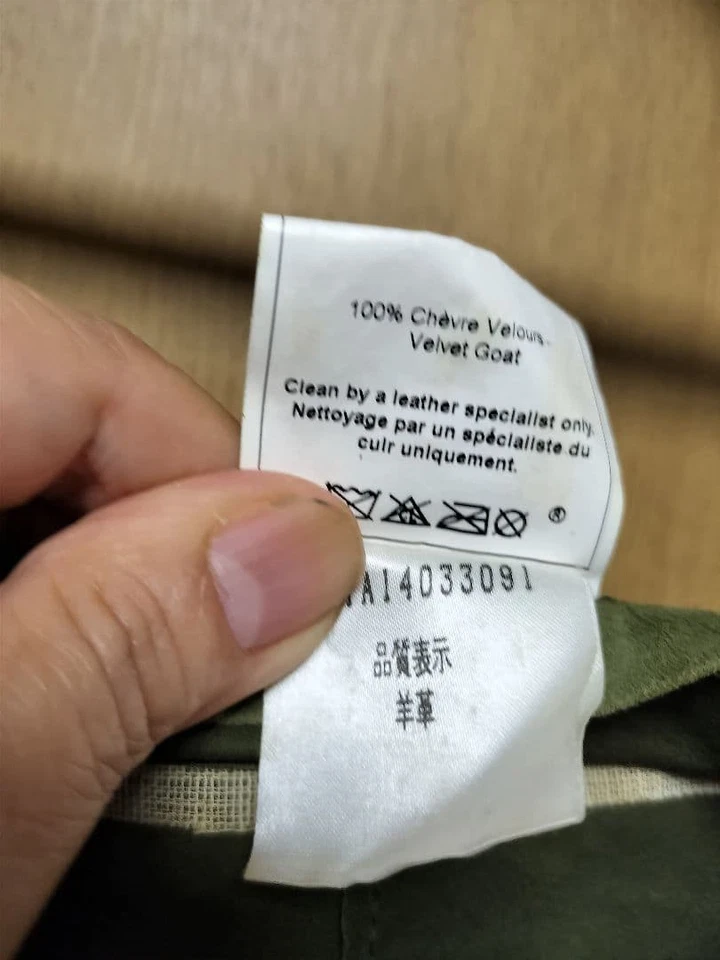 100% Chèvre Velours
Velvet Goat
Clean by a leather specialist only.
Nettoyage par un spécialiste du
cuir uniquement.
®
A14033091
品質表示
羊革